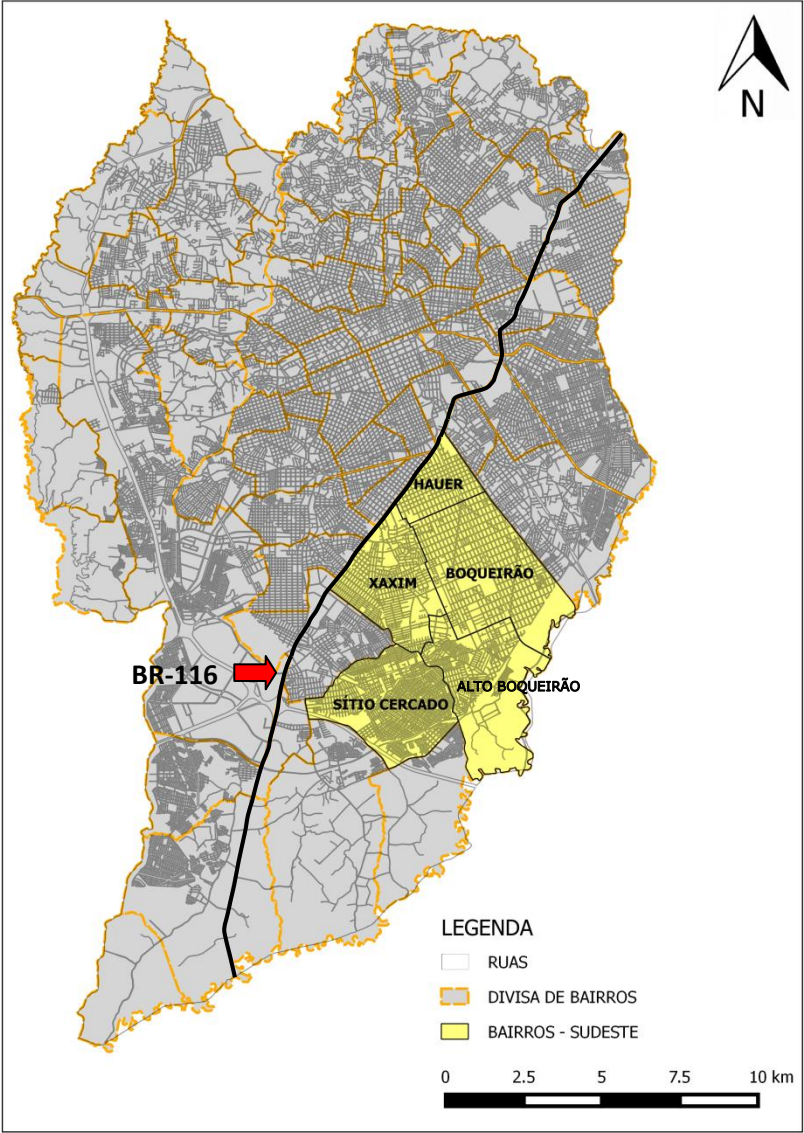 N
HAUER
BOQUEIRÃO
XAXIM
BR-116
ALTO BOQUEIRÃO
SÍTIO CERCADO
LEGENDA
RUAS
DIVISA DE BAIRROS
BAIRROS - SUDESTE
0 2.5 5 7.5 10 km